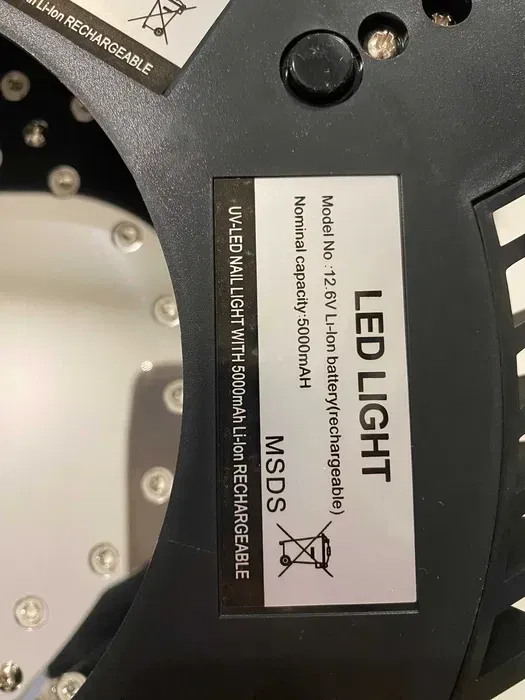 LED LIGHT
Model No :12.6V Li-Ion battery(rechargeable)
Nominal capacity:5000mAH
MSDS
UV-LED NAIL LIGHT WITH 5000mAh Li-Ion RECHARGEABLE
Li-Ion RECHARGEABLE